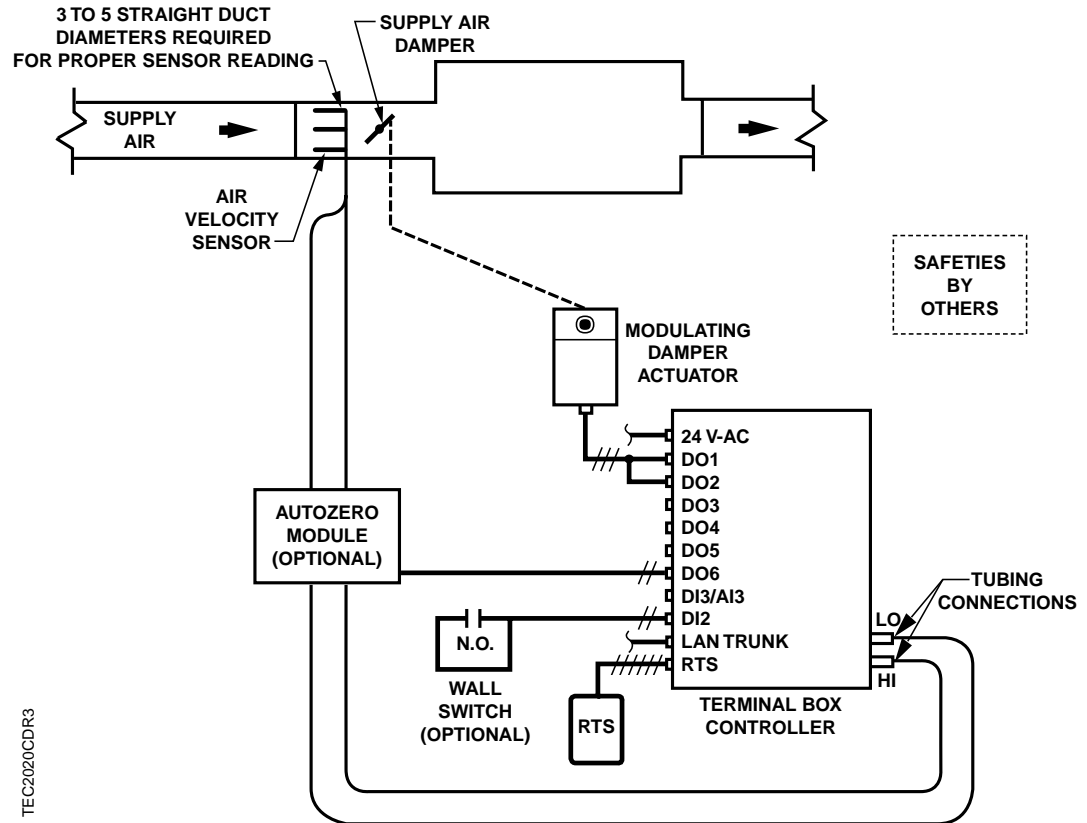 3 TO 5 STRAIGHT DUCT
DIAMETERS REQUIRED
FOR PROPER SENSOR READING
SUPPLY AIR
DAMPER
SUPPLY
AIR
AIR
VELOCITY
SENSOR
SAFETIES
BY
OTHERS
MODULATING
DAMPER
ACTUATOR
24 V-AC
DO1
DO2
DO3
DO4
DO5
DO6
DI3/AI3
DI2
LAN TRUNK
RTS
AUTOZERO
MODULE
(OPTIONAL)
TUBING
CONNECTIONS
LO
HI
N.O.
WALL
SWITCH
(OPTIONAL)
RTS
TERMINAL BOX
CONTROLLER
TEC2020CDR3